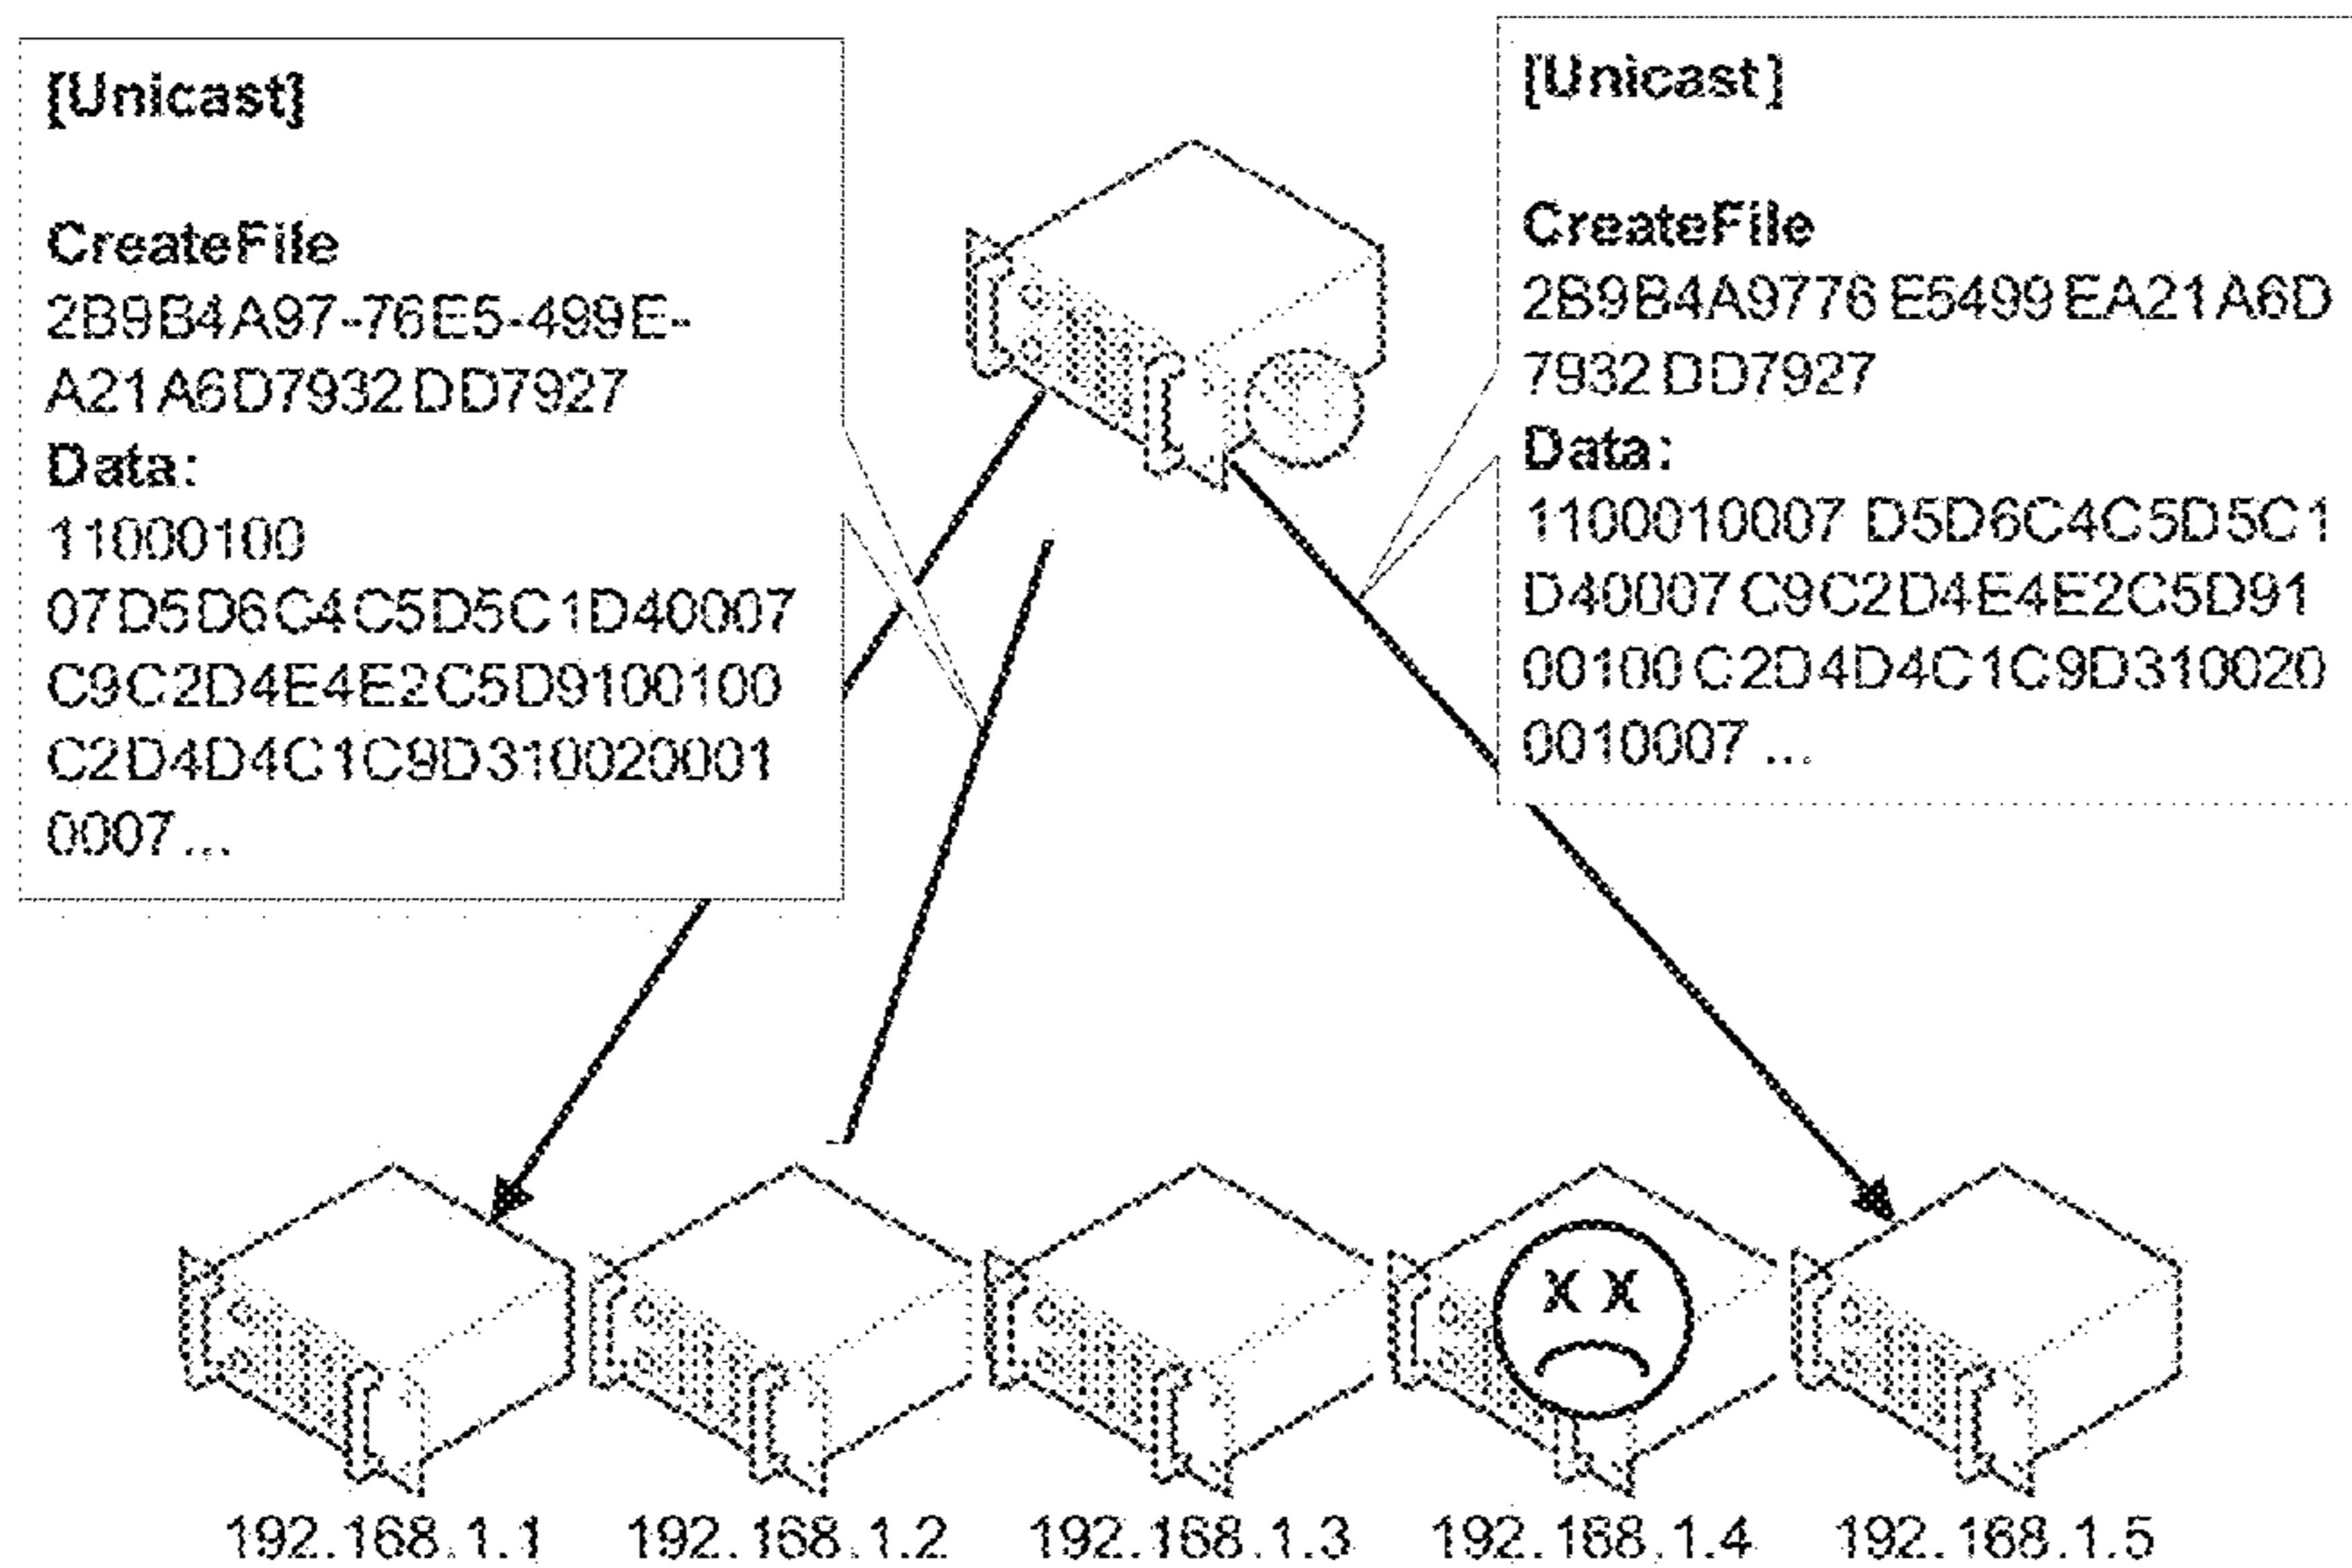 [Unicast]
CreateFile
2B9B4A97-76E5-499E-
A21A6D7932DD7927
Data:
11000100
07D5D6C4C5D5C1D40007
C9C2D4E4E2C5D9100100
C2D4D4C1C9D310020001
0007...
[Unicast]
CreateFile
2B9B4A9776E5499EA21A6D
7932DD7927
Data:
1100010007D5D6C4C5D5C1
D40007C9C2D4E4E2C5D91
00100C2D4D4C1C9D310020
0010007...
X X
192.168.1.1 192.168.1.2 192.168.1.3 192.168.1.4 192.168.1.5